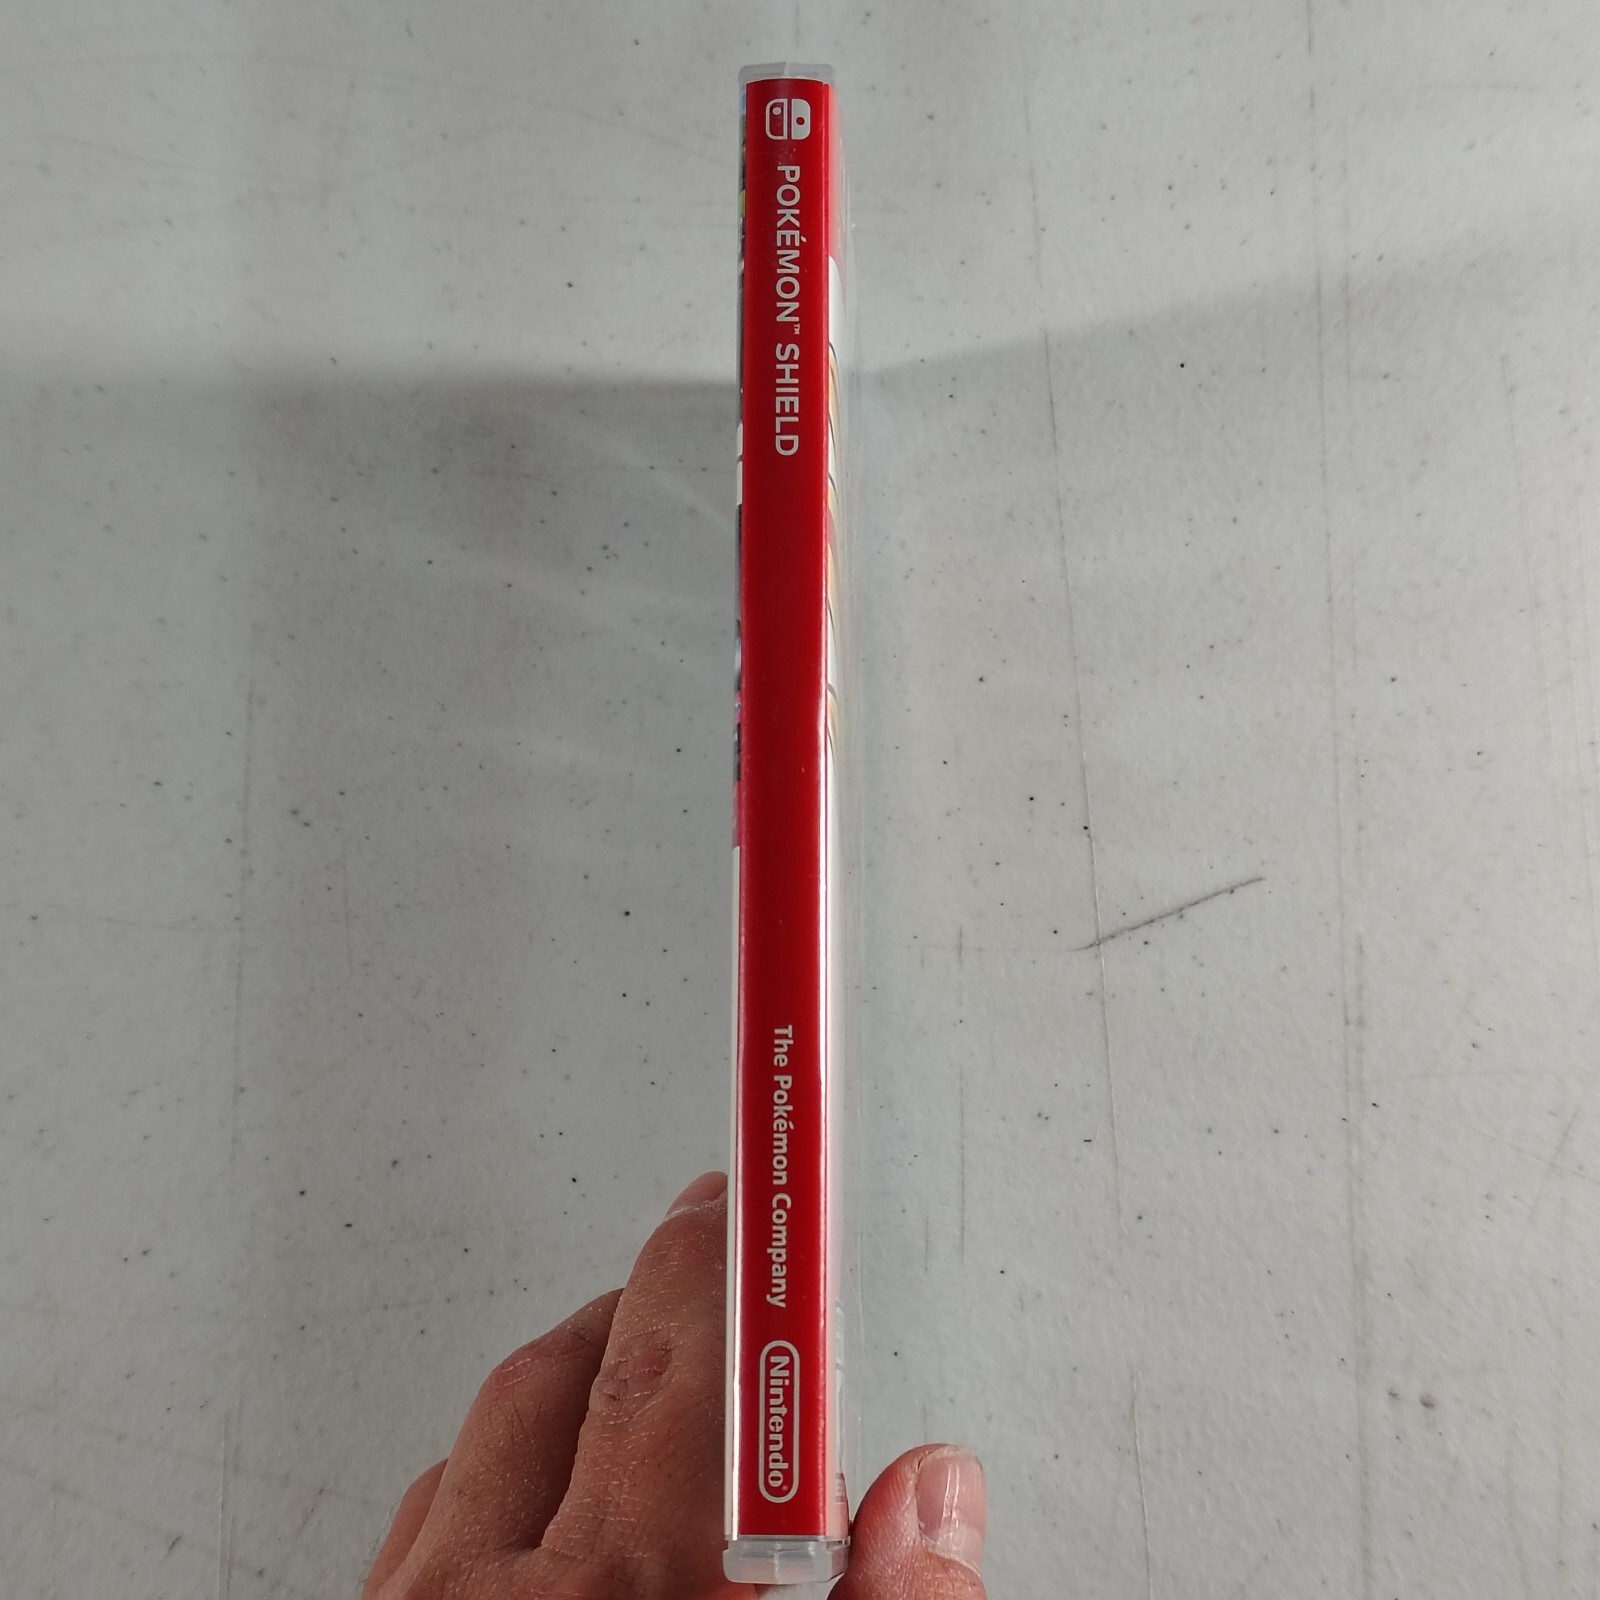 POKÉMON™ SHIELD
The Pokémon Company
Nintendo®